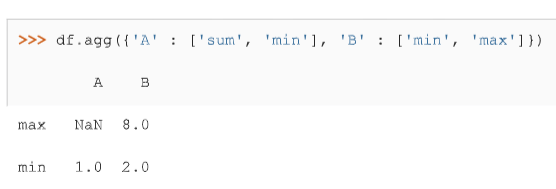 >>> df.agg({'A' : ['sum', 'min'], 'B' : ['min', 'max']})
A B
max NaN 8.0
min 1.0 2.0